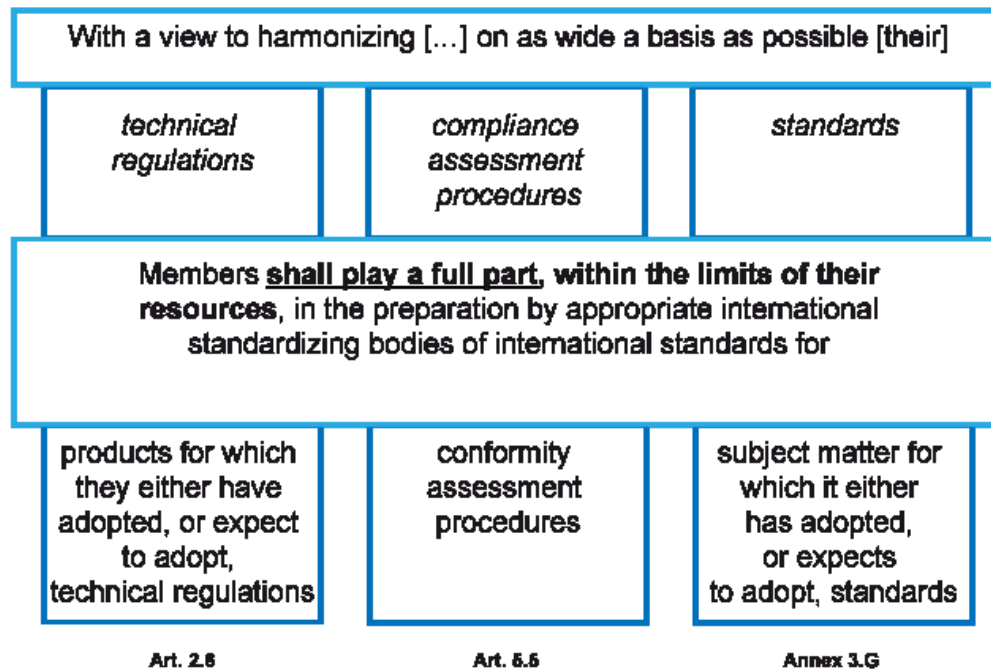 With a view to harmonizing [...] on as wide a basis as possible [their]
technical
regulations
compliance
assessment
procedures
standards
Members shall play a full part, within the limits of their
resources, in the preparation by appropriate international
standardizing bodies of international standards for
products for which
they either have
adopted, or expect
to adopt,
technical regulations
conformity
assessment
procedures
subject matter for
which it either
has adopted,
or expects
to adopt, standards
Art. 2.6
Art. 5.5
Annex 3.G